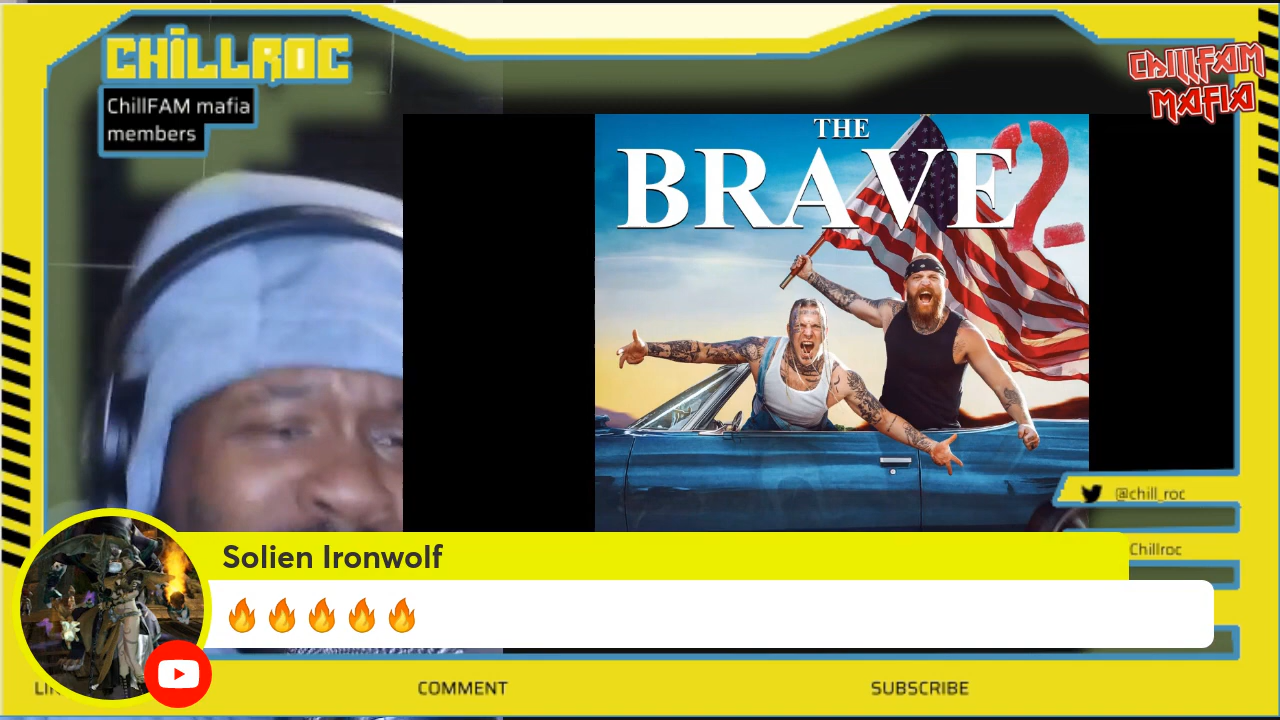 CHILLROC
ChillFAM mafia
members
CHILLFAM
MAFIA
THE
BRAVE 2.
@chill_roc
Chillroc
Solien Ironwolf
🔥🔥🔥🔥🔥
COMMENT
SUBSCRIBE